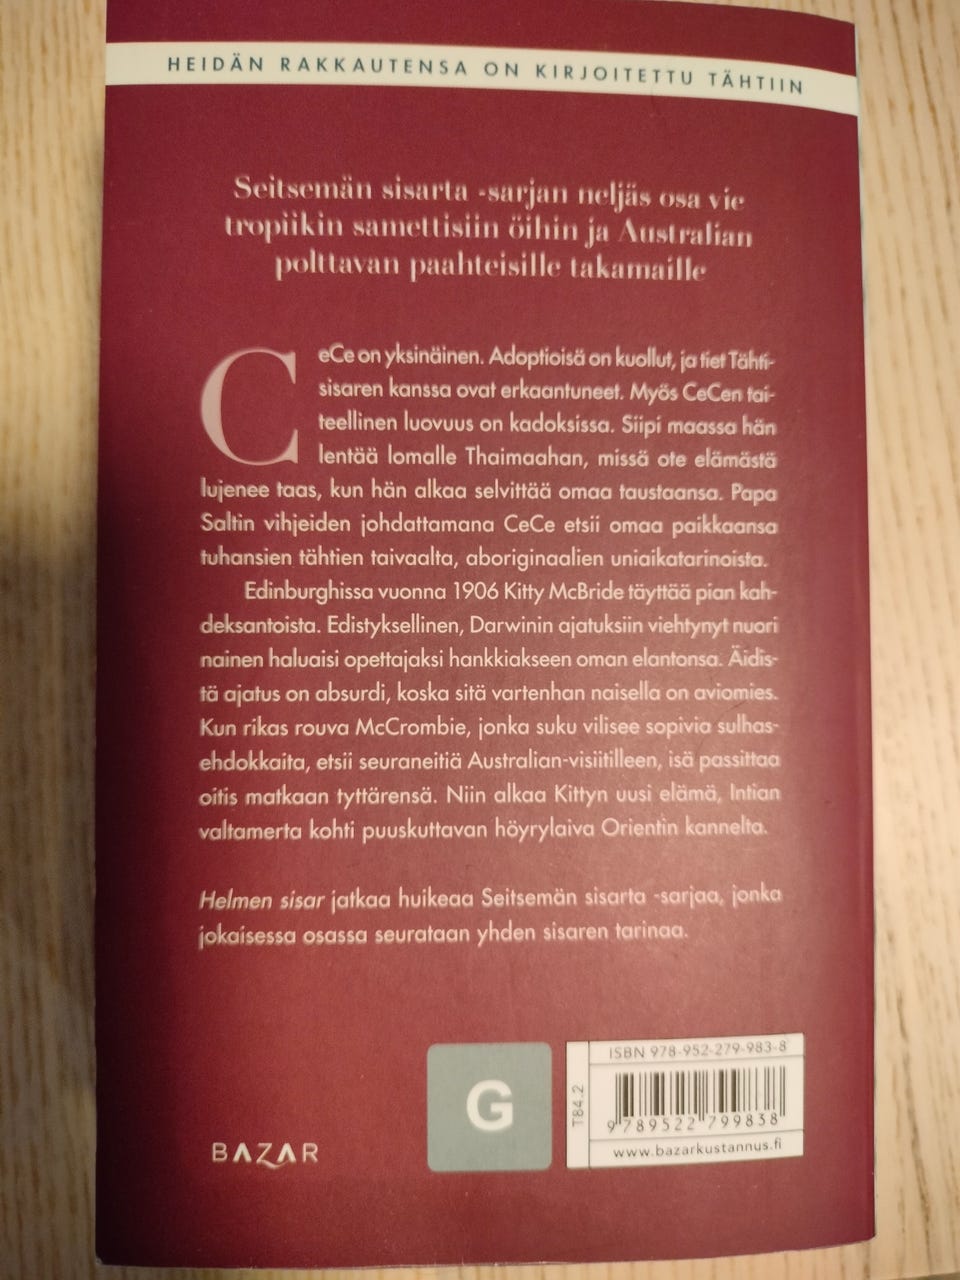 HEIDÄN RAKKAUTENSA ON KIRJOITETTU TÄHTIIN
Seitsemän sisarta -sarjan neljäs osa vie
tropiikin samettisiin öihin ja Australian
polttavan paahteisille takamaille
CeCe on yksinäinen. Adoptioisä on kuollut, ja tiet Tähti-
sisaren kanssa ovat erkaantuneet. Myös CeCen tai-
teellinen luovuus on kadoksissa. Siipi maassa hän
lentää lomalle Thaimaahan, missä ote elämästä
lujenee taas, kun hän alkaa selvittää omaa taustaansa. Papa
Saltin vihjeiden johdattamana CeCe etsii omaa paikkaansa
tuhansien tähtien taivaalta, aboriginaalien uniaikatarinoista.
Edinburghissa vuonna 1906 Kitty McBride täyttää pian kah-
deksantoista. Edistyksellinen, Darwinin ajatuksiin viehtynyt nuori
nainen haluaisi opettajaksi hankkiakseen oman elantonsa. Äidis-
tä ajatus on absurdi, koska sitä vartenhan naisella on aviomies.
Kun rikas rouva McCrombie, jonka suku vilisee sopivia sulhas-
ehdokkaita, etsii seuraneitiä Australian-visiitilleen, isä passittaa
oitis matkaan tyttärensä. Niin alkaa Kittyn uusi elämä, Intian
valtamerta kohti puuskuttavan höyrylaiva Orientin kannelta.
Helmen sisar jatkaa huikeaa Seitsemän sisarta -sarjaa, jonka
jokaisessa osassa seurataan yhden sisaren tarinaa.
BAZAR
G
T84.2
ISBN 978-952-279-983-8
9 789522 799838
www.bazarkustannus.fi